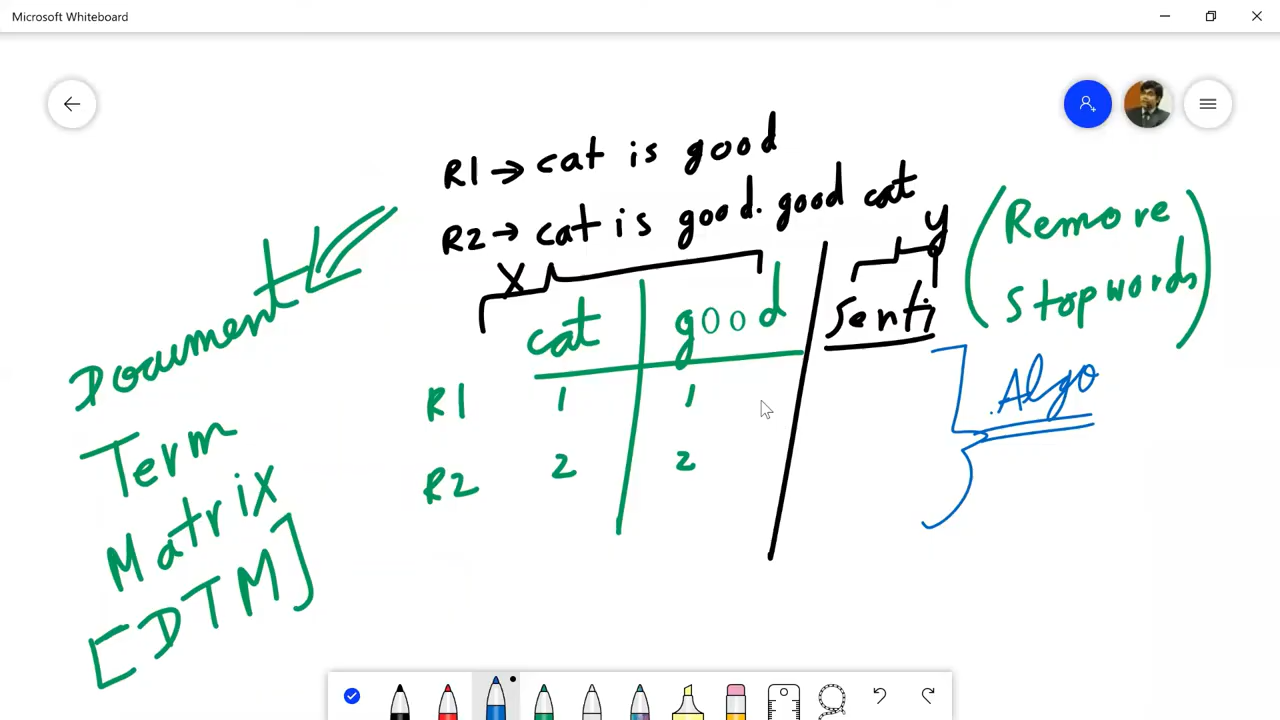 Microsoft Whiteboard
R1 → cat is good
R2 → cat is good. good cat
X
y
cat good Senti
R1 1 1
R2 2 2
(Remove
Stopwords)
Algo
Document
Term
Matrix
[DTM]